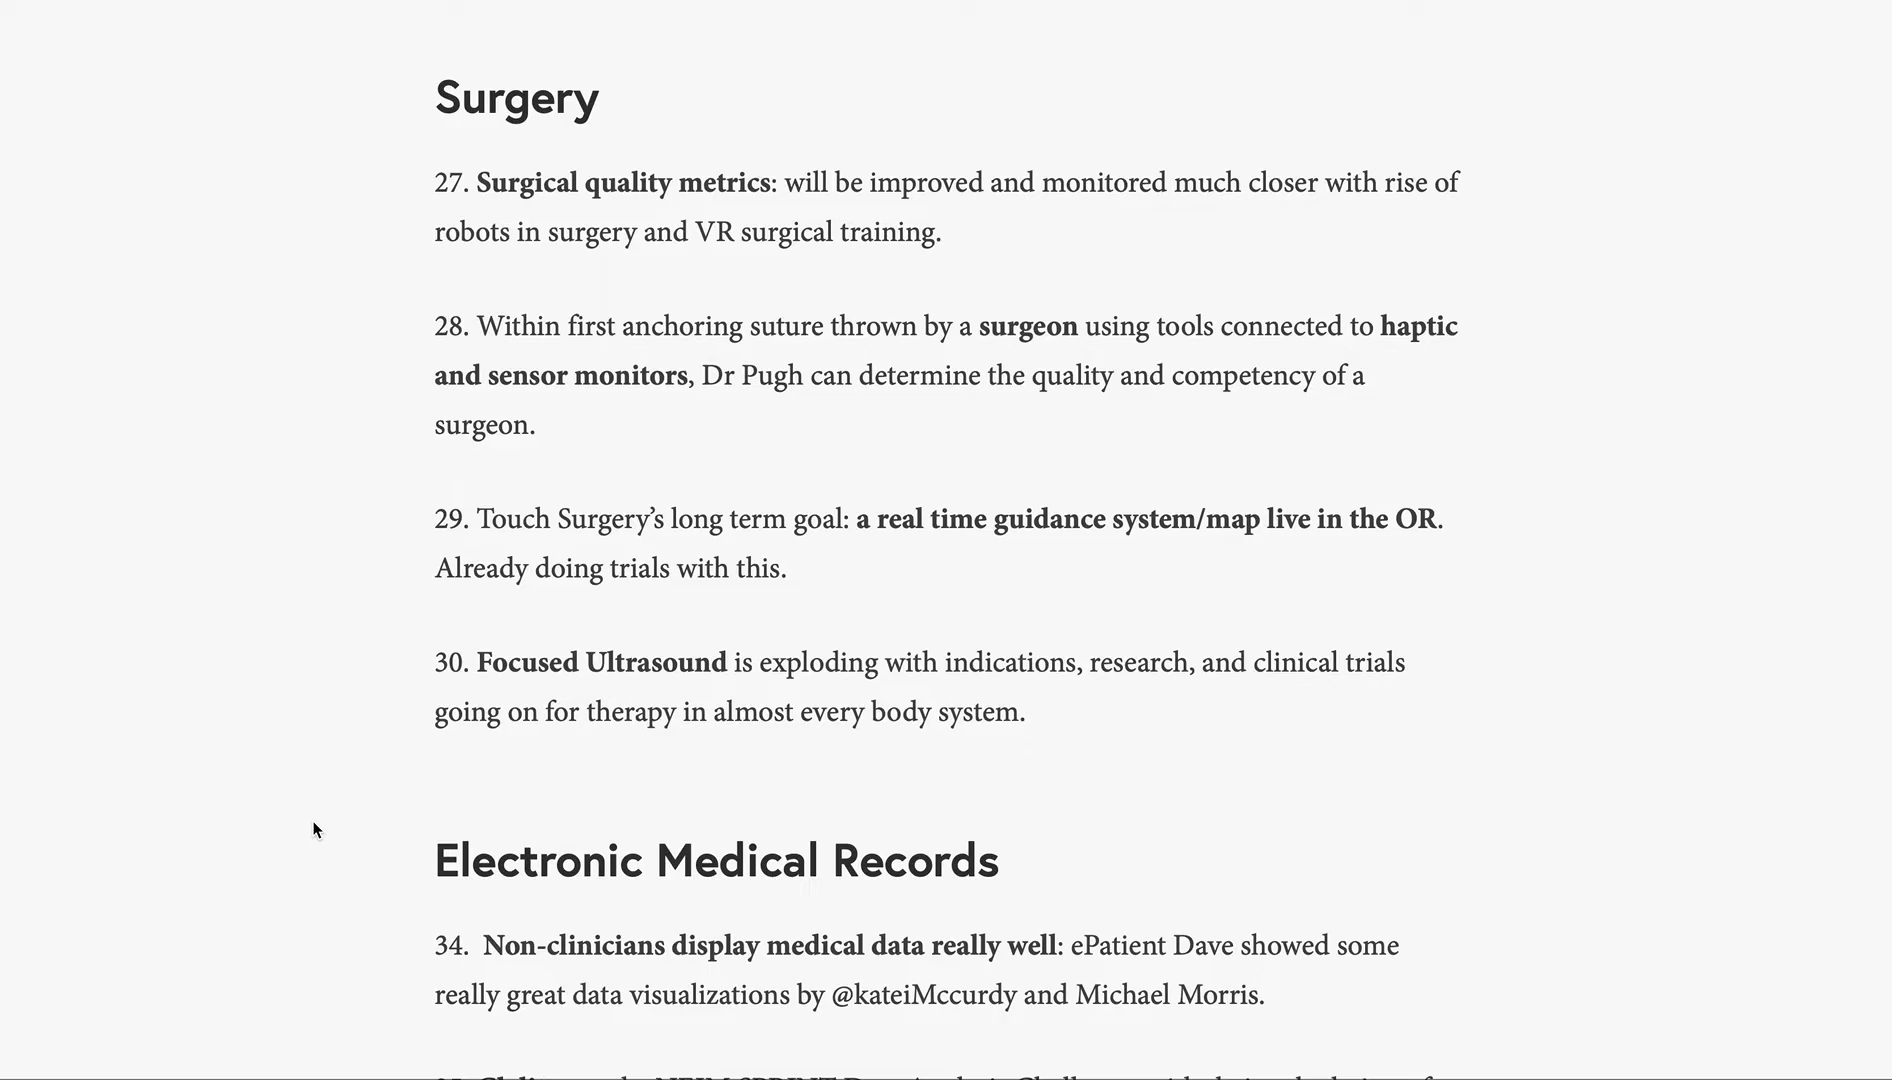 Surgery
27. Surgical quality metrics: will be improved and monitored much closer with rise of
robots in surgery and VR surgical training.
28. Within first anchoring suture thrown by a surgeon using tools connected to haptic
and sensor monitors, Dr Pugh can determine the quality and competency of a
surgeon.
29. Touch Surgery’s long term goal: a real time guidance system/map live in the OR.
Already doing trials with this.
30. Focused Ultrasound is exploding with indications, research, and clinical trials
going on for therapy in almost every body system.
Electronic Medical Records
34.  Non-clinicians display medical data really well: ePatient Dave showed some
really great data visualizations by @kateiMccurdy and Michael Morris.